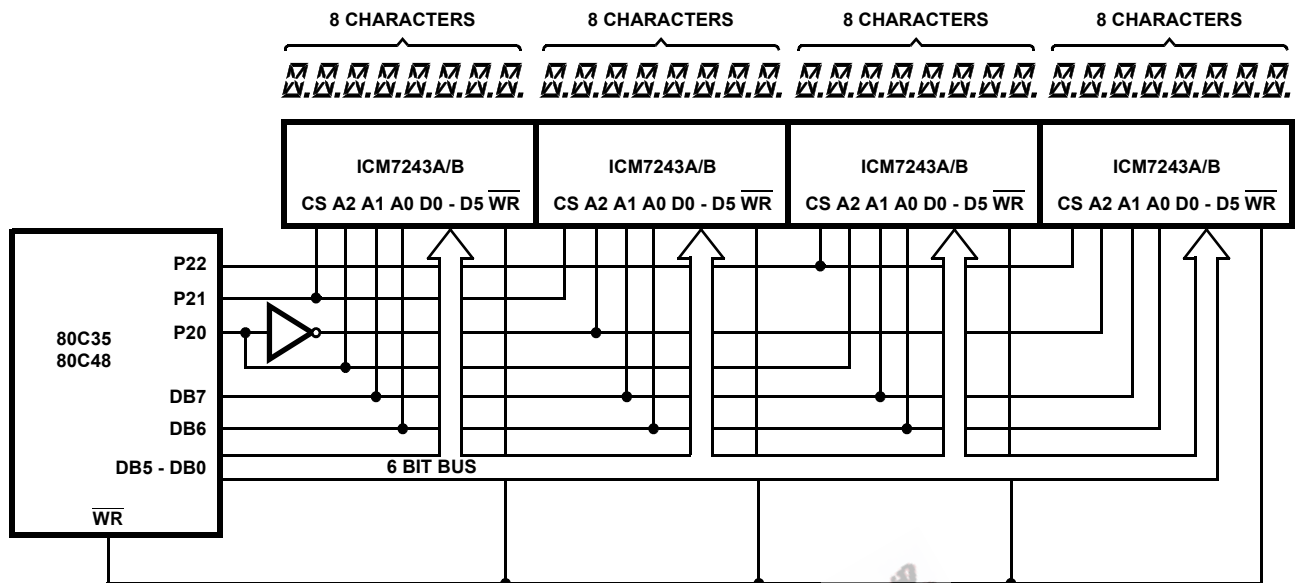 8 CHARACTERS 8 CHARACTERS 8 CHARACTERS 8 CHARACTERS
ICM7243A/B ICM7243A/B ICM7243A/B ICM7243A/B
CS A2 A1 A0 D0 - D5 WR CS A2 A1 A0 D0 - D5 WR CS A2 A1 A0 D0 - D5 WR CS A2 A1 A0 D0 - D5 WR
P22
P21
P20
80C35
80C48
DB7
DB6
DB5 - DB0
6 BIT BUS
WR